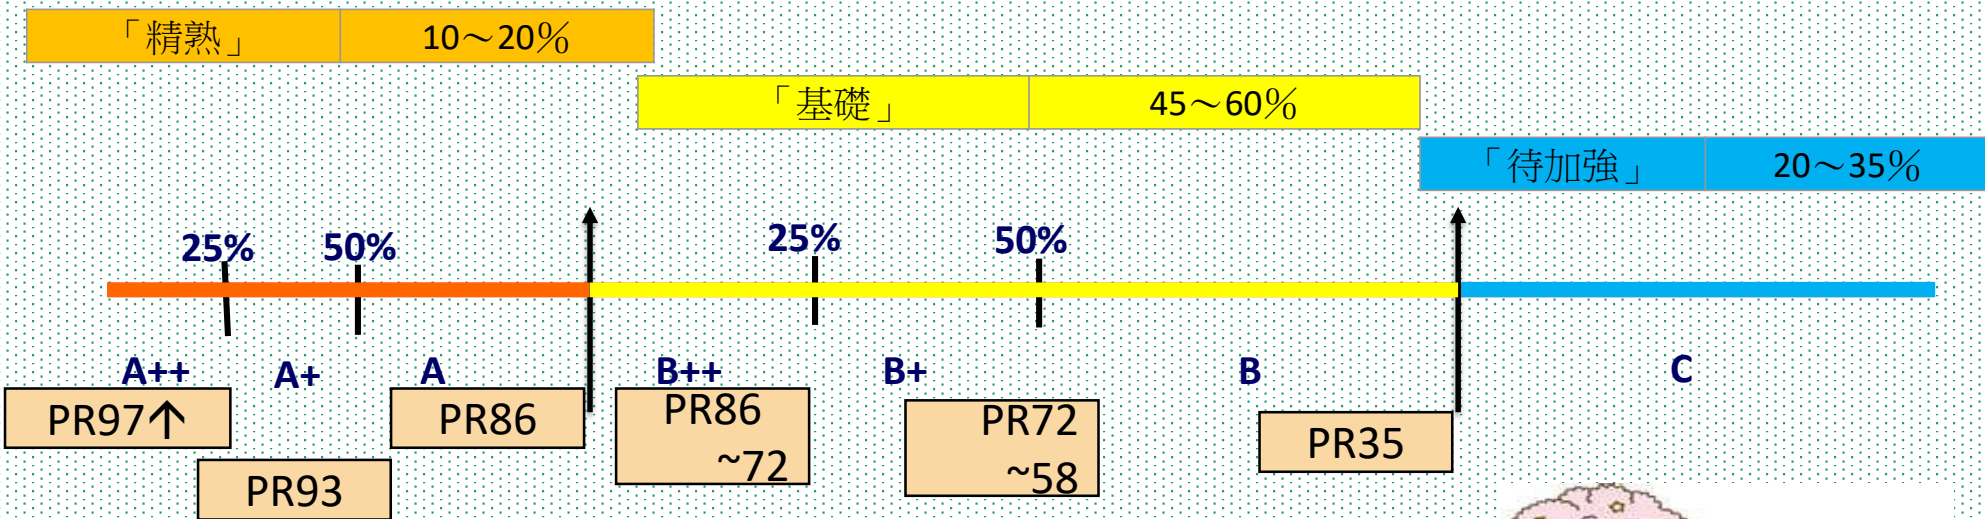 「精熟」 10～20％
「基礎」 45～60％
「待加強」 20～35％
25% 50% 25% 50%
A++ A+ A B++ B+ B C
PR97↑
PR93
PR86
PR86
~72
PR72
~58
PR35